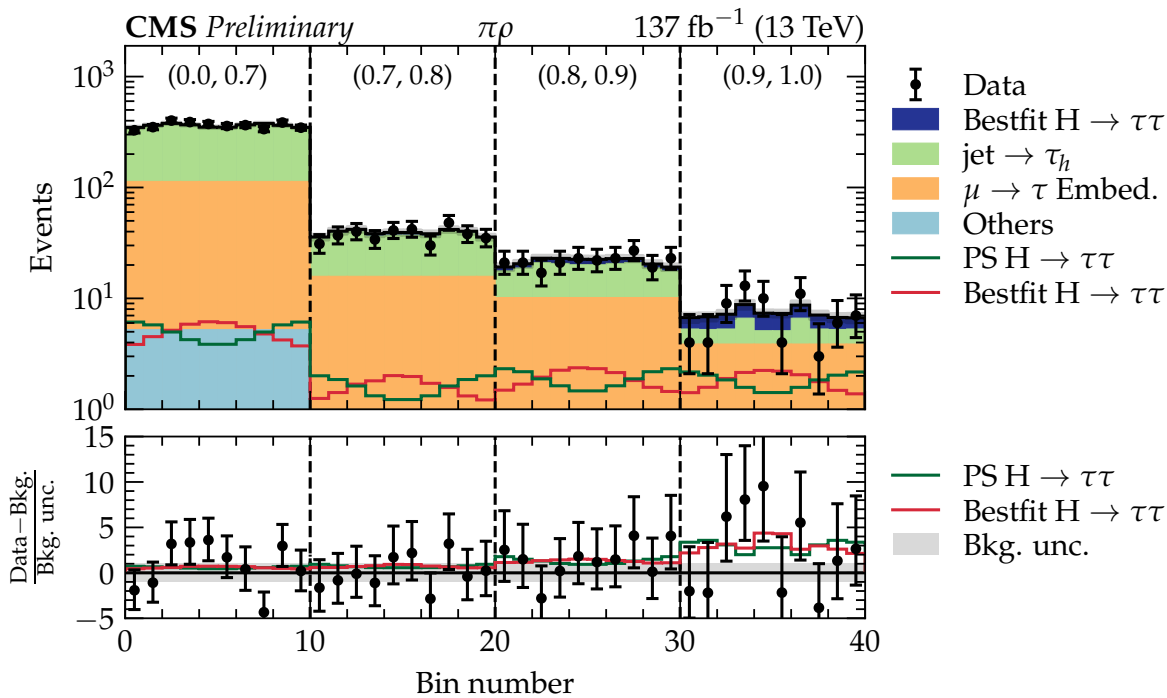 CMS Preliminary πρ 137 fb⁻¹ (13 TeV)
(0.0, 0.7) (0.7, 0.8) (0.8, 0.9) (0.9, 1.0)
10³
10²
10¹
10⁰
Events
Data
Bestfit H → ττ
jet → τₕ
μ → τ Embed.
Others
PS H → ττ
Bestfit H → ττ
15
10
5
0
−5
Data−Bkg.
Bkg. unc.
PS H → ττ
Bestfit H → ττ
Bkg. unc.
0 10 20 30 40
Bin number